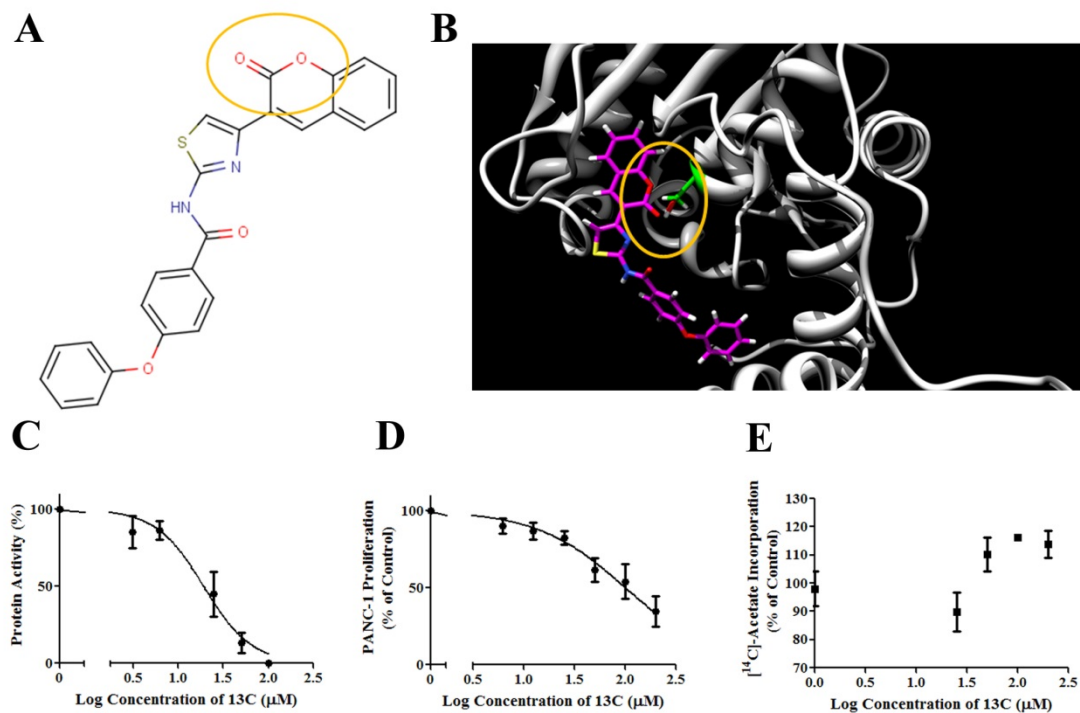 A
B
O
O
S
N
HN
O
O
C
D
E
Protein Activity (%)
100
50
0
0.0
0.5
1.0
1.5
2.0
2.5
Log Concentration of 13C (μM)
PANC-1 Proliferation
(% of Control)
100
50
0
0.0
0.5
1.0
1.5
2.0
2.5
Log Concentration of 13C (μM)
[¹⁴C]-Acetate Incorporation
(% of Control)
130
120
110
100
90
80
70
0.0
0.5
1.0
1.5
2.0
2.5
Log Concentration of 13C (μM)